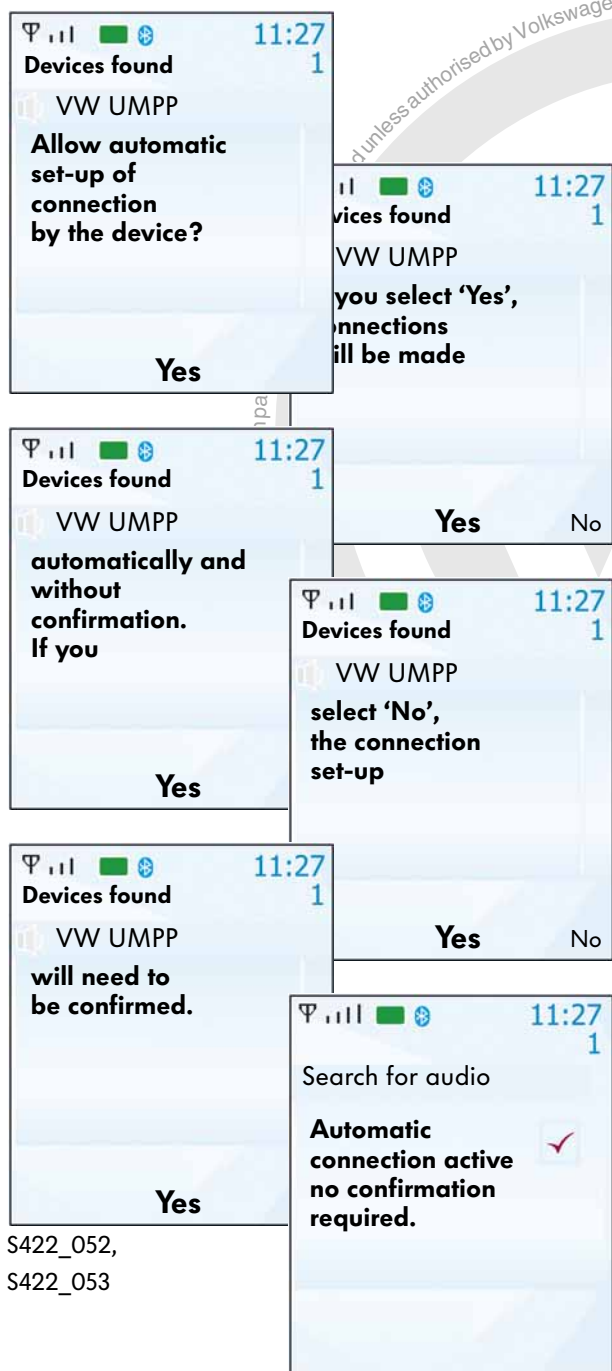 d unless authorised by Volkswage
11:27
Devices found
1
VW UMPP
Allow automatic
set-up of
connection
by the device?
Yes
11:27
vices found
1
VW UMPP
you select ‘Yes’,
nnections
ill be made
Yes No
11:27
Devices found
1
VW UMPP
automatically and
without
confirmation.
If you
Yes
11:27
Devices found
1
VW UMPP
select ‘No’,
the connection
set-up
Yes No
11:27
Devices found
1
VW UMPP
will need to
be confirmed.
Yes
11:27
1
Search for audio
Automatic
connection active
no confirmation
required.
S422_052,
S422_053